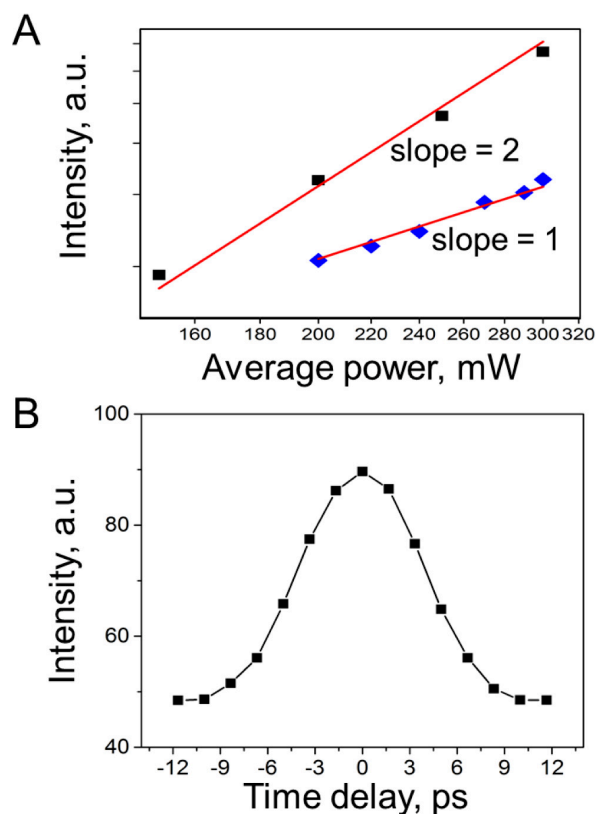 A
Intensity, a.u.
slope = 2
slope = 1
160 180 200 220 240 260 280 300 320
Average power, mW
B
Intensity, a.u.
100
80
60
40
-12 -9 -6 -3 0 3 6 9 12
Time delay, ps